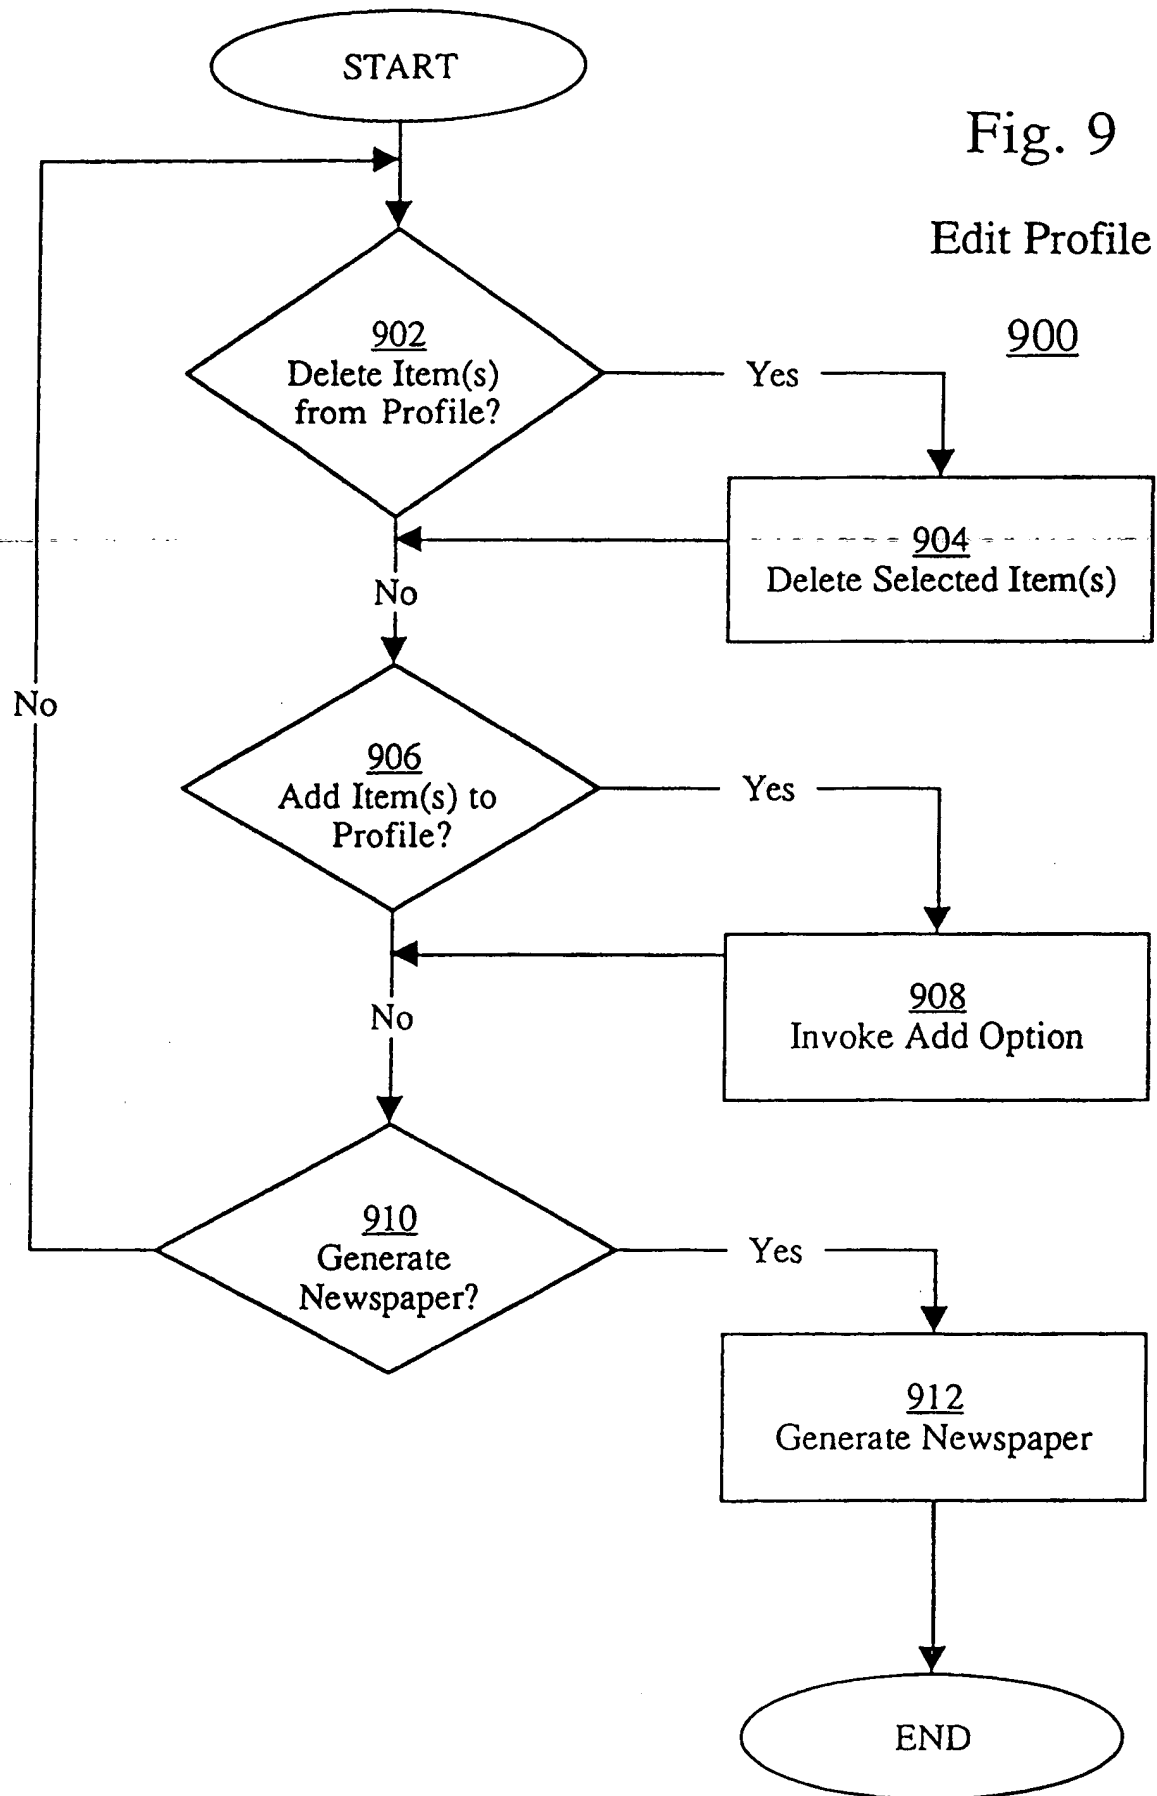 START
Fig. 9
Edit Profile
900
902
Delete Item(s)
from Profile?
Yes
904
Delete Selected Item(s)
No
No
906
Add Item(s) to
Profile?
Yes
908
Invoke Add Option
No
910
Generate
Newspaper?
Yes
912
Generate Newspaper
END